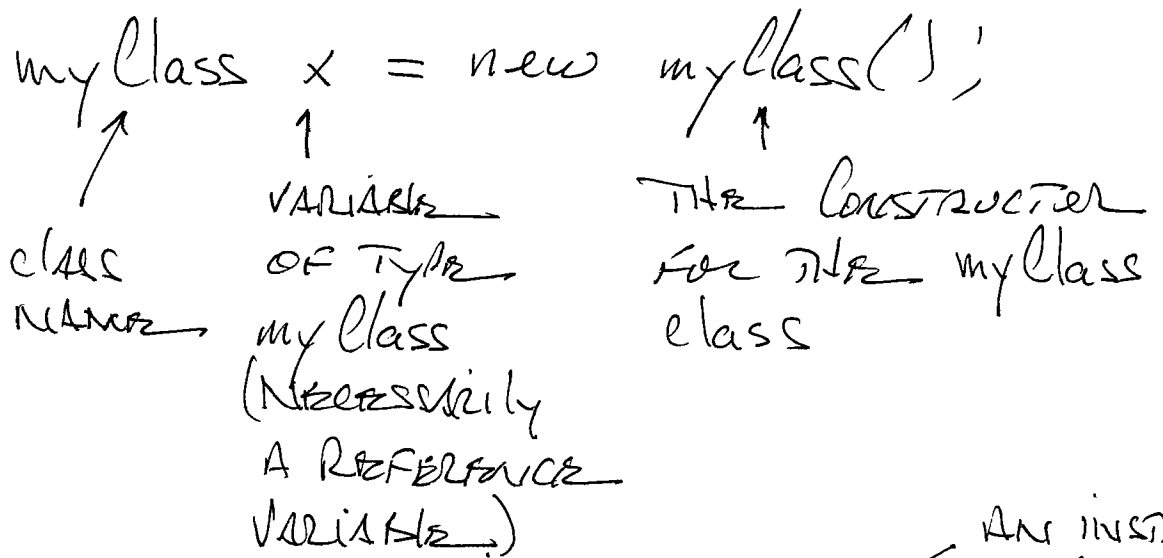 myClass x = new myClass();
CLASS
NAME
VARIABLE
OF TYPE
myClass
(NECESSARILY
A REFERENCE
VARIABLE.)
THE CONSTRUCTOR
FOR THE myClass
class
AN INST